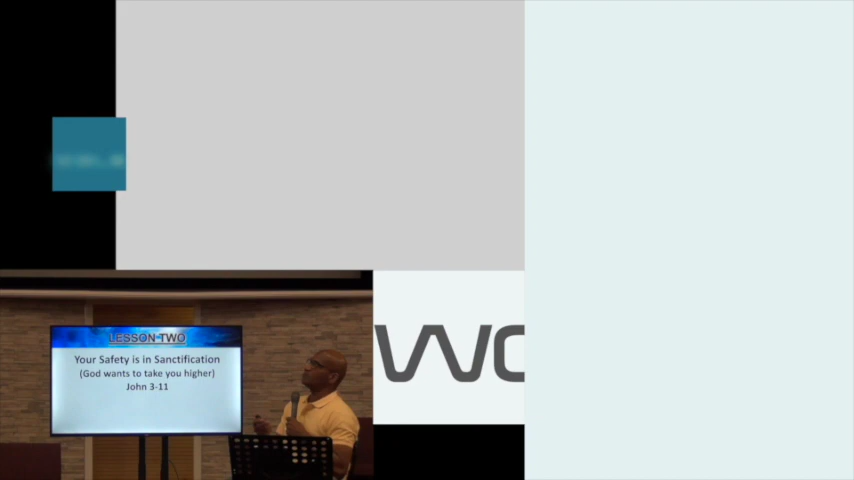 LESSON TWO
Your Safety is in Sanctification
(God wants to take you higher)
John 3-11